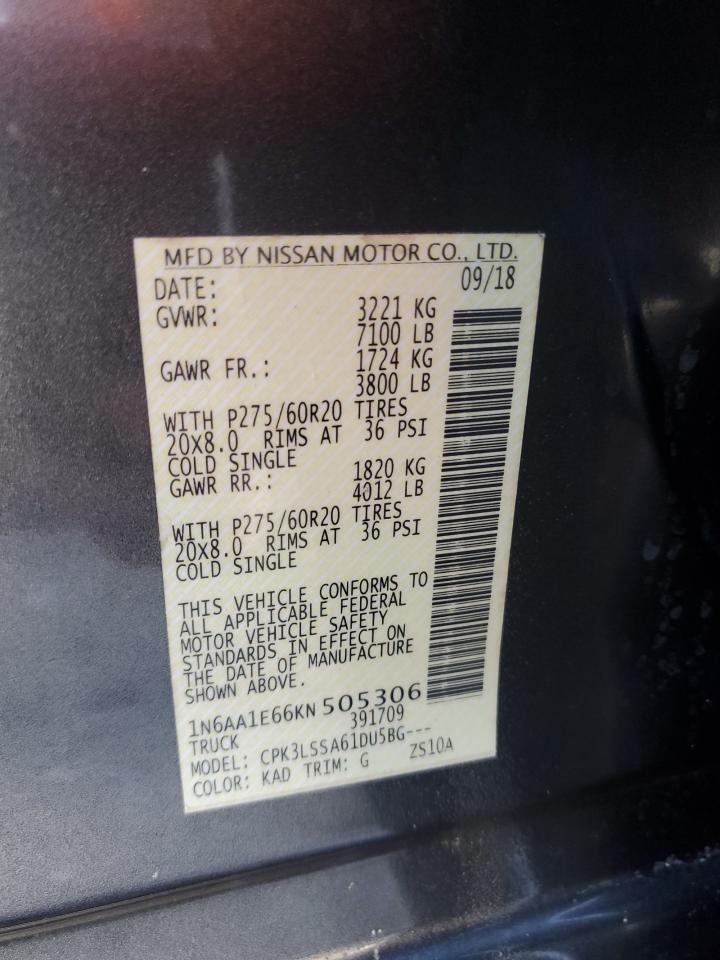 MFD BY NISSAN MOTOR CO., LTD.
DATE: 09/18
GVWR: 3221 KG
7100 LB
GAWR FR.: 1724 KG
3800 LB
WITH P275/60R20 TIRES
20X8.0 RIMS AT 36 PSI
COLD SINGLE
GAWR RR.: 1820 KG
4012 LB
WITH P275/60R20 TIRES
20X8.0 RIMS AT 36 PSI
COLD SINGLE
THIS VEHICLE CONFORMS TO
ALL APPLICABLE FEDERAL
MOTOR VEHICLE SAFETY
STANDARDS IN EFFECT ON
THE DATE OF MANUFACTURE
SHOWN ABOVE.
1N6AA1E66KN505306
TRUCK 391709
MODEL: CPK3LSSA61DU5BG---
COLOR: KAD TRIM: G ZS10A